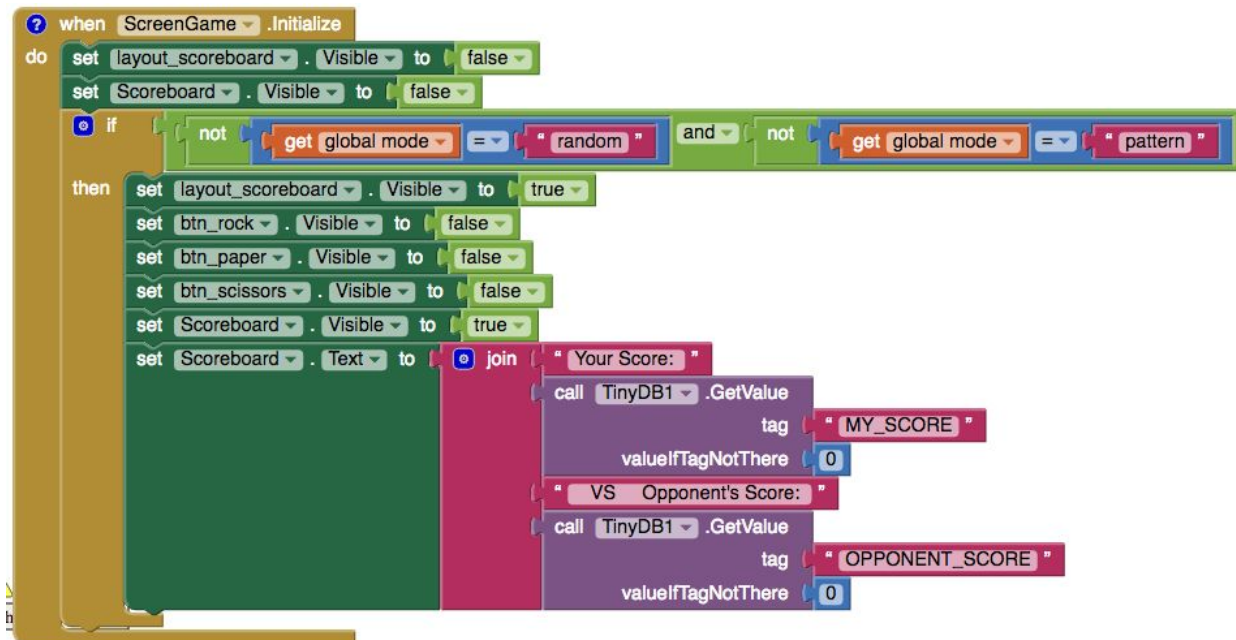 ? when ScreenGame .Initialize
do set layout_scoreboard . Visible to false
set Scoreboard . Visible to false
if not get global mode = " random " and not get global mode = " pattern "
then set layout_scoreboard . Visible to true
set btn_rock . Visible to false
set btn_paper . Visible to false
set btn_scissors . Visible to false
set Scoreboard . Visible to true
set Scoreboard . Text to join " Your Score: "
call TinyDB1 .GetValue
tag " MY_SCORE "
valueIfTagNotThere 0
" VS Opponent's Score: "
call TinyDB1 .GetValue
tag " OPPONENT_SCORE "
valueIfTagNotThere 0